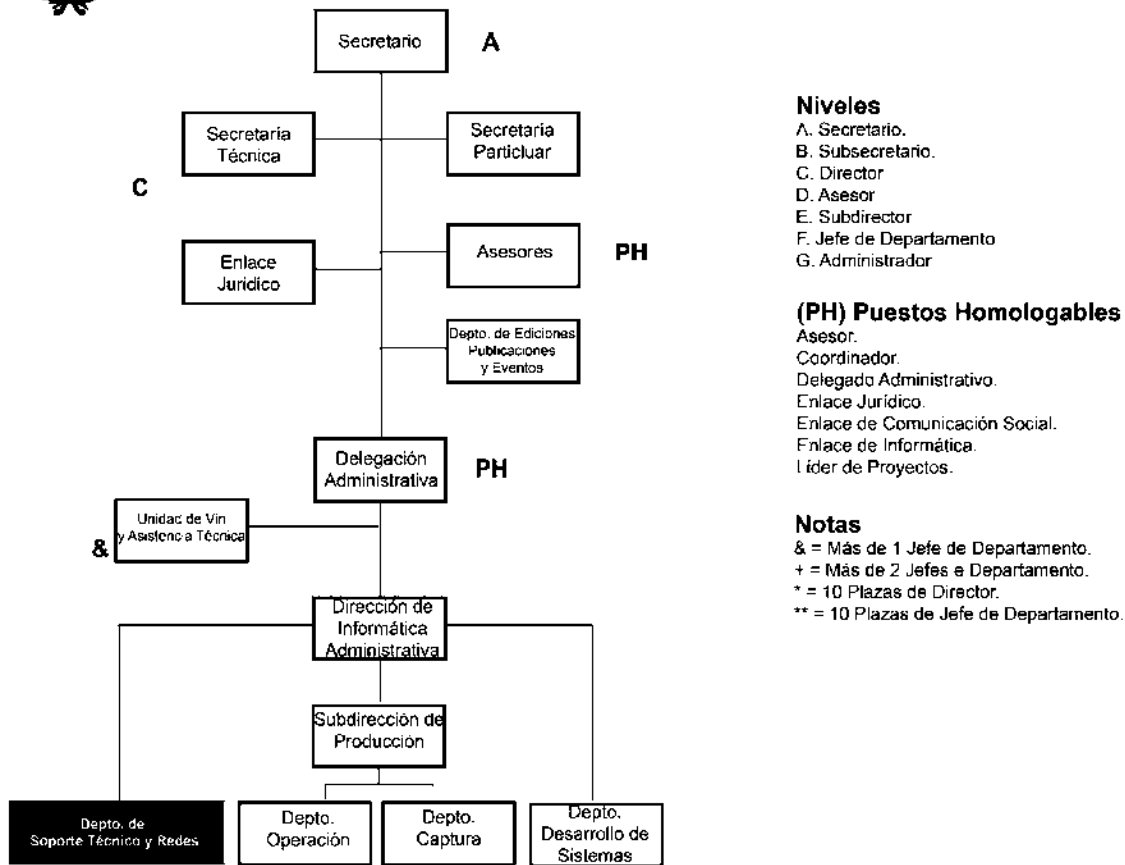 Secretario
A
Secretaría
Técnica
Secretaría
Particluar
C
Enlace
Jurídico
Asesores
PH
Depto. de Ediciones
Publicaciones
y Eventos
Delegación
Administrativa
PH
Unidad de Vin
y Asistencia Técnica
&
Dirección de
Informática
Administrativa
Subdirección de
Producción
Depto. de
Soporte Técnico y Redes
Depto.
Operación
Depto.
Captura
Depto.
Desarrollo de
Sistemas
Niveles
A. Secretario.
B. Subsecretario.
C. Director
D. Asesor
E. Subdirector
F. Jefe de Departamento
G. Administrador
(PH) Puestos Homologables
Asesor.
Coordinador.
Delegado Administrativo.
Enlace Jurídico.
Enlace de Comunicación Social.
Enlace de Informática.
Líder de Proyectos.
Notas
& = Más de 1 Jefe de Departamento.
+ = Más de 2 Jefes e Departamento.
* = 10 Plazas de Director.
** = 10 Plazas de Jefe de Departamento.